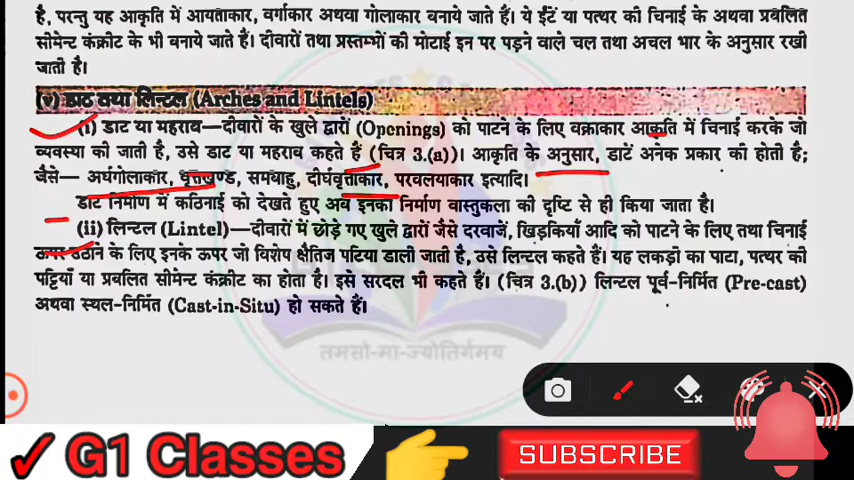 है, परन्तु यह आकृति में आयताकार, वर्गाकार अथवा गोलाकार बनाये जाते हैं। ये ईंटें या पत्थर की चिनाई के अथवा प्रबलित
सीमेन्ट कंक्रीट के भी बनाये जाते हैं। दीवारों तथा प्रस्तम्भों की मोटाई इन पर पड़ने वाले चल तथा अचल भार के अनुसार रखी
जाती है।
(v) डाठ तथा लिन्टल (Arches and Lintels)
(i) डाट या महराब—दीवारों के खुले द्वारों (Openings) को पाटने के लिए वक्राकार आकृति में चिनाई करके जो
व्यवस्था की जाती है, उसे डाट या महराब कहते हैं (चित्र 3.(a))। आकृति के अनुसार, डाटें अनेक प्रकार की होती है;
जैसे— अर्धगोलाकार, वृत्तखण्ड, समबाहु, दीर्घवृत्ताकार, परवलयाकार इत्यादि।
डाट निर्माण में कठिनाई को देखते हुए अब इनका निर्माण वास्तुकला की दृष्टि से ही किया जाता है।
(ii) लिन्टल (Lintel)—दीवारों में छोड़े गए खुले द्वारों जैसे दरवाजें, खिड़कियाँ आदि को पाटने के लिए तथा चिनाई
ऊपर उठाने के लिए इनके ऊपर जो विशेष क्षैतिज पटिया डाली जाती है, उसे लिन्टल कहते हैं। यह लकड़ी का पाटा, पत्थर की
पट्टियाँ या प्रबलित सीमेन्ट कंक्रीट का होता है। इसे सरदल भी कहते हैं। (चित्र 3.(b)) लिन्टल पूर्व-निर्मित (Pre-cast)
अथवा स्थल-निर्मित (Cast-in-Situ) हो सकते हैं।
तमसो-मा-ज्योतिर्गमय
G1 Classes
SUBSCRIBE